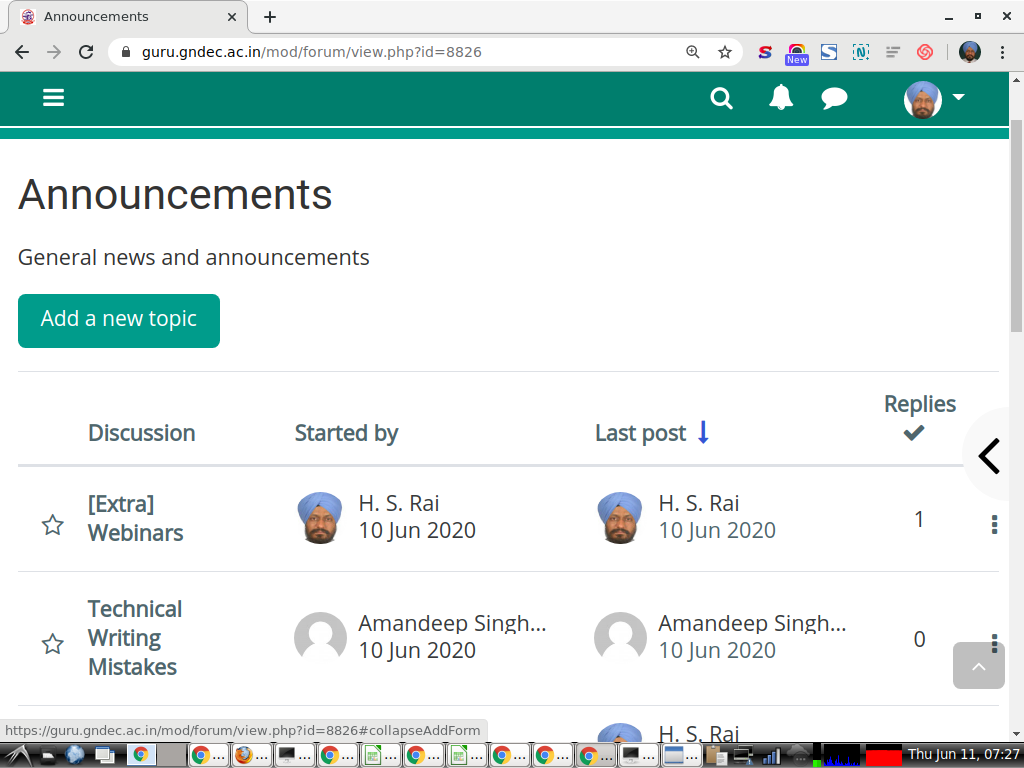 Announcements
guru.gndec.ac.in/mod/forum/view.php?id=8826
New
Announcements
General news and announcements
Add a new topic
Replies
Discussion Started by Last post
[Extra]
Webinars
H. S. Rai
10 Jun 2020
H. S. Rai
10 Jun 2020
1
Technical
Writing
Mistakes
Amandeep Singh...
10 Jun 2020
Amandeep Singh...
10 Jun 2020
0
H. S. Rai
https://guru.gndec.ac.in/mod/forum/view.php?id=8826#collapseAddForm
Thu Jun 11, 07:27